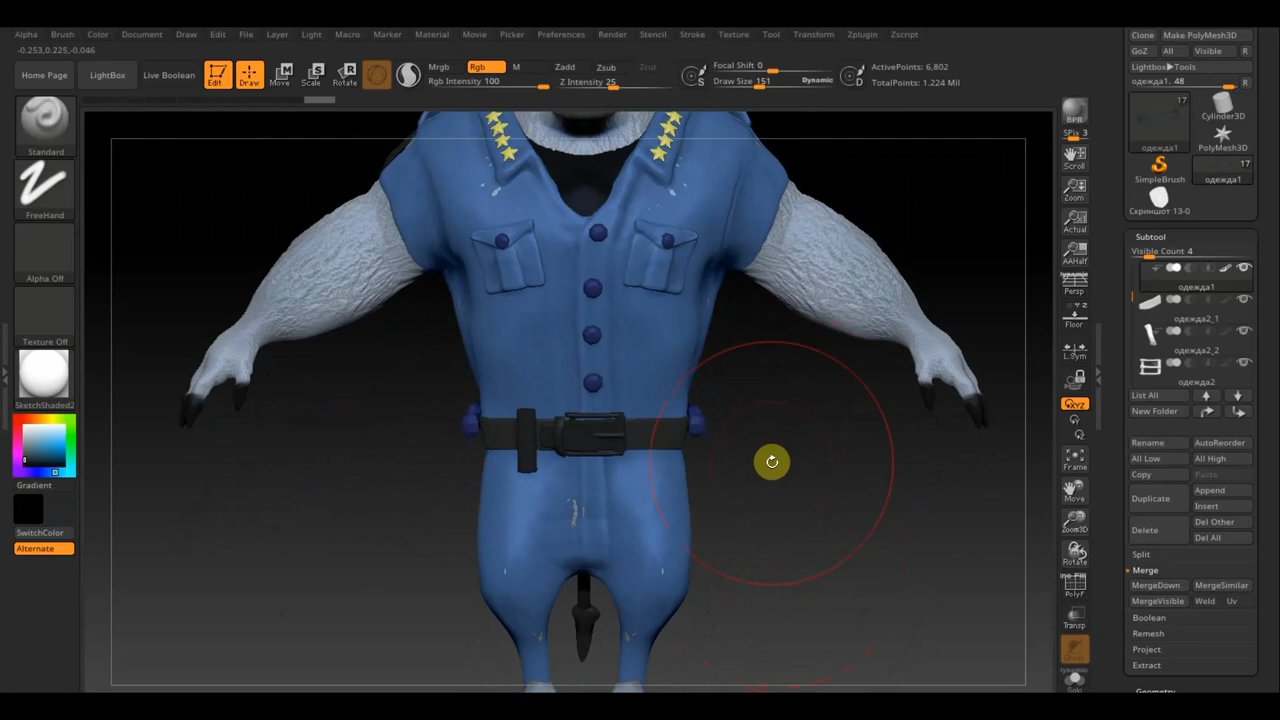 Alpha Brush Color Document Draw Edit File Layer Light Macro Marker Material Movie Picker Preferences Render Stencil Stroke Texture Tool Transform Zplugin Zscript
-0.253,0.225,-0.046
Home Page LightBox Live Boolean Edit Draw Move Scale Rotate
Mrgb Rgb M Zadd Zsub Zcut
Rgb Intensity 100 Z Intensity 25
Focal Shift 0
Draw Size 151 Dynamic
ActivePoints: 6,802
TotalPoints: 1.224 Mil
S
D
Standard
FreeHand
Alpha Off
Texture Off
SketchShaded2
Gradient
SwitchColor
Alternate
BPR
SPix 3
Scroll
Zoom
Actual
AAHalf
Dynamic
Persp
Floor
L.Sym
XYZ
Frame
Move
Zoom3D
Rotate
Line Fill
PolyF
Transp
Ghost
Dynamic
Solo
Clone Make PolyMesh3D
GoZ All Visible R
Lightbox▶Tools
одежда1. 48 R
17
одежда1
Cylinder3D
PolyMesh3D
SimpleBrush
17
одежда1
Скриншот 13-0
Subtool
Visible Count 4
одежда1
одежда2_1
одежда2_2
одежда2
List All
New Folder
Rename AutoReorder
All Low All High
Copy Paste
Duplicate Append
Insert
Delete Del Other
Del All
Split
Merge
MergeDown MergeSimilar
MergeVisible Weld Uv
Boolean
Remesh
Project
Extract
Geometry